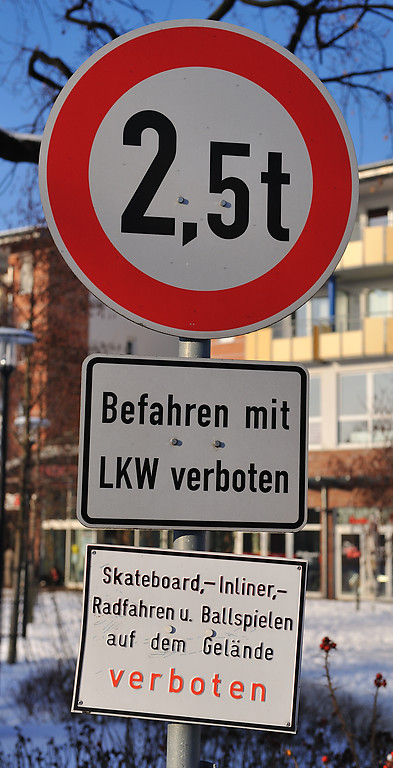 2,5t
Befahren mit
LKW verboten
Skateboard,-Inliner,-
Radfahren u. Ballspielen
auf dem Gelände
verboten